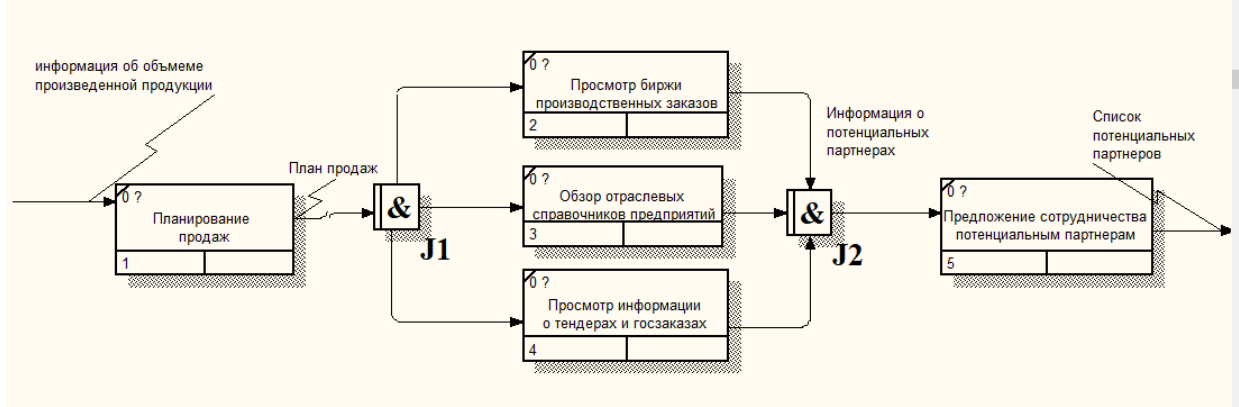 информация об объмеме
произведенной продукции
0 ?
Планирование
продаж
1
План продаж
&
J1
0 ?
Просмотр биржи
производственных заказов
2
0 ?
Обзор отраслевых
справочников предприятий
3
0 ?
Просмотр информации
о тендерах и госзаказах
4
&
J2
Информация о
потенциальных
партнерах
0 ?
Предложение сотрудничества
потенциальным партнерам
5
Список
потенциальных
партнеров